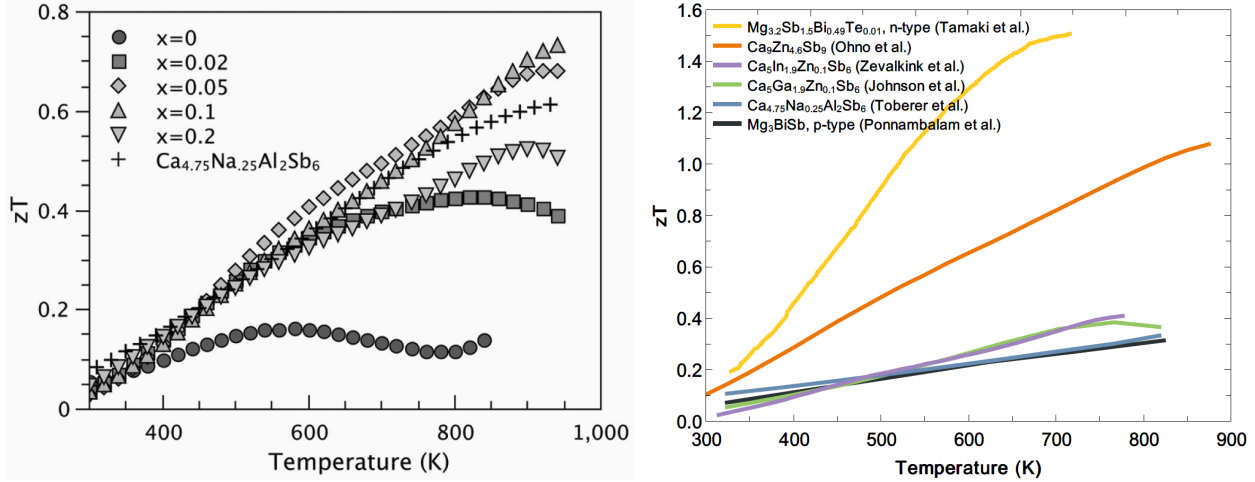 0.8
0.6
0.4
0.2
0
zT
x=0
x=0.02
x=0.05
x=0.1
x=0.2
Ca4.75Na.25Al2Sb6
400 600 800 1,000
Temperature (K)
1.6
1.4
1.2
1.0
0.8
0.6
0.4
0.2
0.0
zT
Mg3.2Sb1.5Bi0.49Te0.01, n-type (Tamaki et al.)
Ca9Zn4.6Sb9 (Ohno et al.)
Ca5In1.9Zn0.1Sb6 (Zevalkink et al.)
Ca5Ga1.9Zn0.1Sb6 (Johnson et al.)
Ca4.75Na0.25Al2Sb6 (Toberer et al.)
Mg3BiSb, p-type (Ponnambalam et al.)
300 400 500 600 700 800 900
Temperature (K)